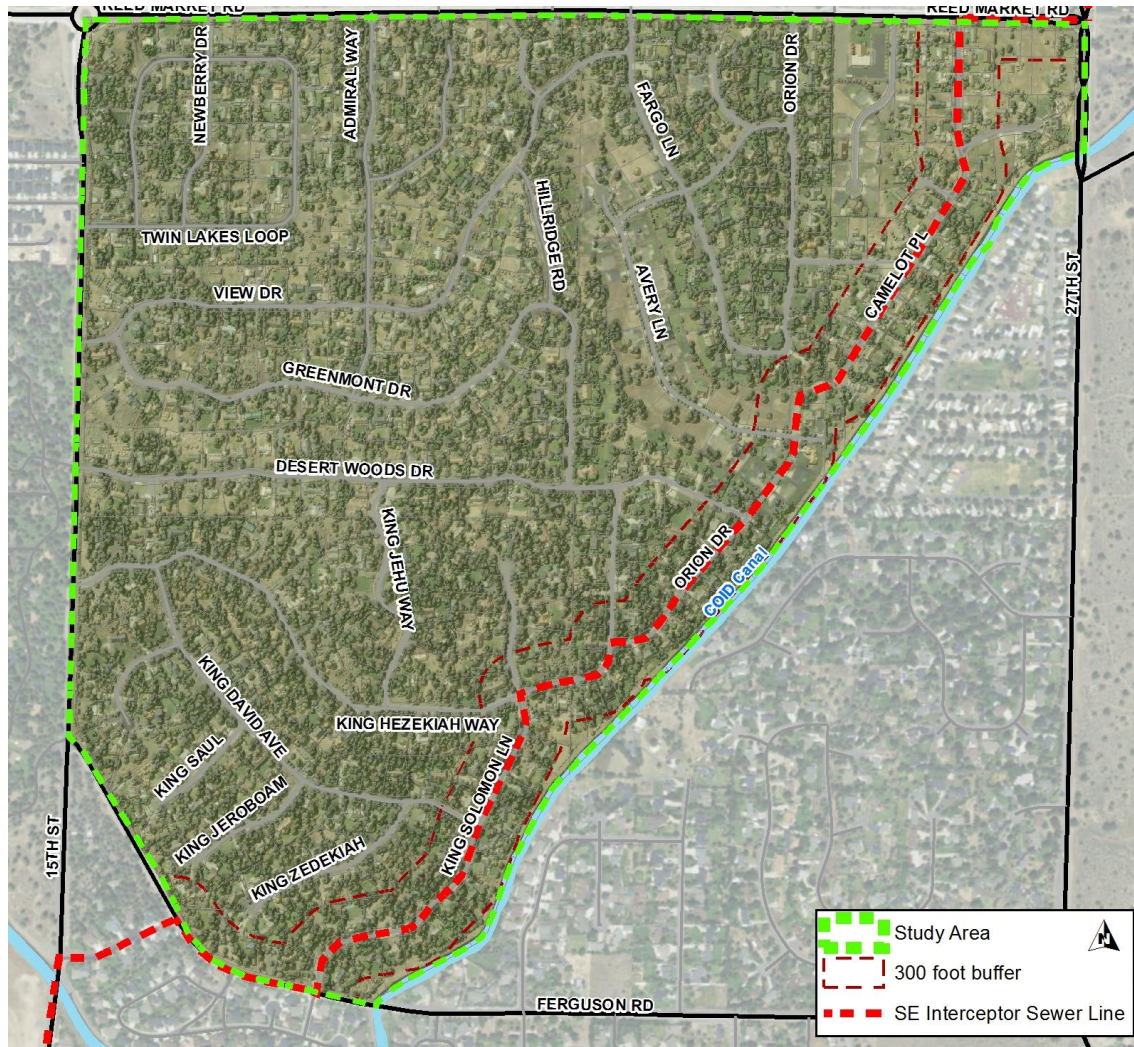 REED MARKET RD
REED MARKET RD
NEWBERRY DR
ADMIRAL WAY
FARGO LN
ORION DR
HILLRIDGE RD
TWIN LAKES LOOP
CAMELOT PL
27TH ST
VIEW DR
AVERY LN
GREENMONT DR
DESERT WOODS DR
KING JEHU WAY
ORION DR
COID Canal
KING DAVID AVE
KING HEZEKIAH WAY
KING SAUL
KING SOLOMON LN
KING JEROBOAM
15TH ST
KING ZEDEKIAH
FERGUSON RD
Study Area
N
300 foot buffer
SE Interceptor Sewer Line